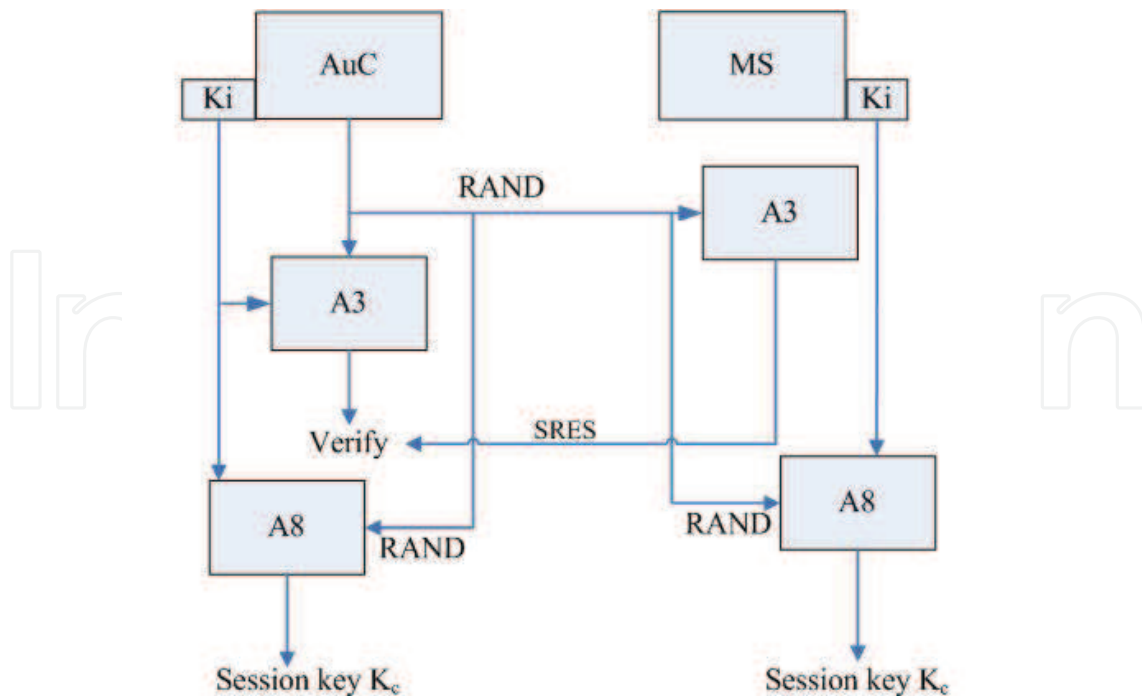 AuC
MS
Ki
Ki
RAND
A3
A3
Verify
SRES
A8
A8
RAND
RAND
Session key Kc
Session key Kc